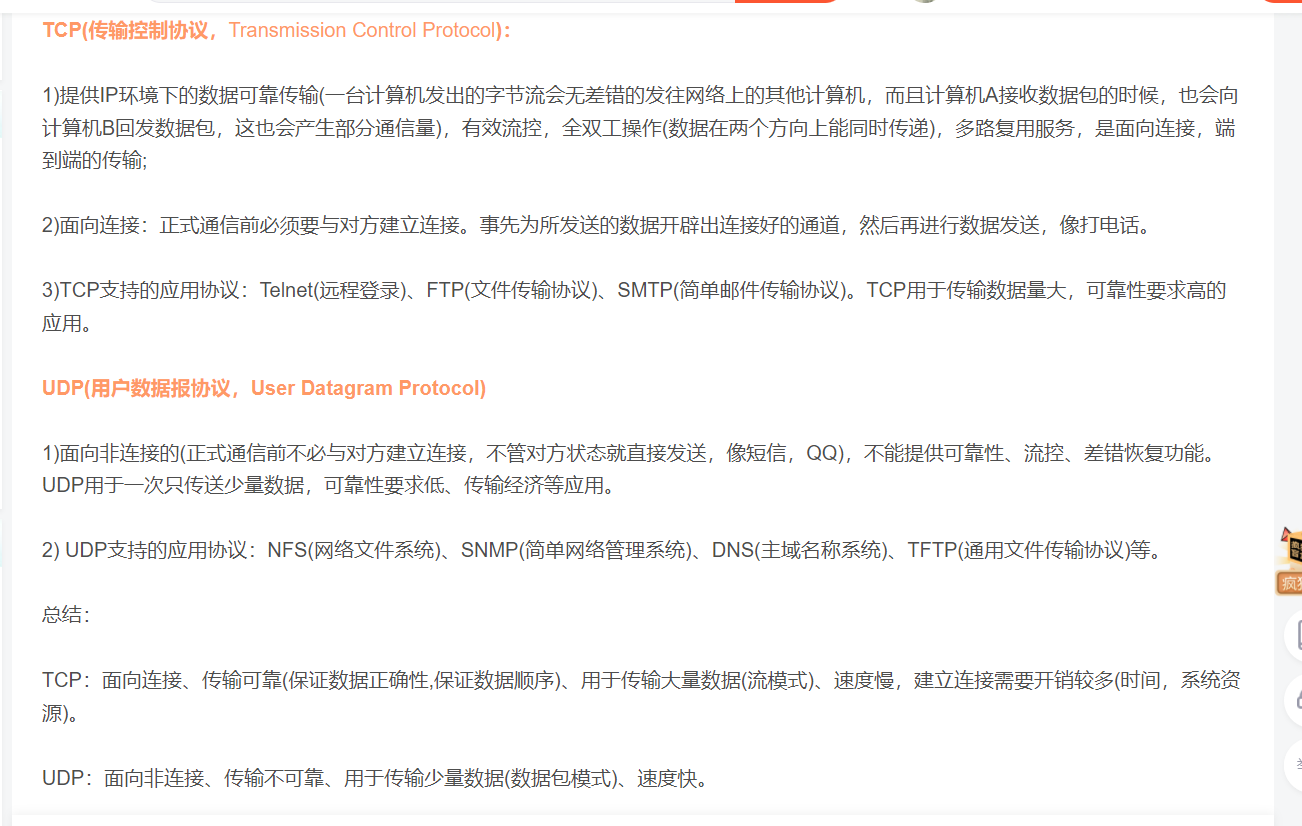 TCP(传输控制协议，Transmission Control Protocol)：
1)提供IP环境下的数据可靠传输(一台计算机发出的字节流会无差错的发往网络上的其他计算机，而且计算机A接收数据包的时候，也会向
计算机B回发数据包，这也会产生部分通信量)，有效流控，全双工操作(数据在两个方向上能同时传递)，多路复用服务，是面向连接，端
到端的传输;
2)面向连接：正式通信前必须要与对方建立连接。事先为所发送的数据开辟出连接好的通道，然后再进行数据发送，像打电话。
3)TCP支持的应用协议：Telnet(远程登录)、FTP(文件传输协议)、SMTP(简单邮件传输协议)。TCP用于传输数据量大，可靠性要求高的
应用。
UDP(用户数据报协议，User Datagram Protocol)
1)面向非连接的(正式通信前不必与对方建立连接，不管对方状态就直接发送，像短信，QQ)，不能提供可靠性、流控、差错恢复功能。
UDP用于一次只传送少量数据，可靠性要求低、传输经济等应用。
2) UDP支持的应用协议：NFS(网络文件系统)、SNMP(简单网络管理系统)、DNS(主域名称系统)、TFTP(通用文件传输协议)等。
总结：
TCP：面向连接、传输可靠(保证数据正确性,保证数据顺序)、用于传输大量数据(流模式)、速度慢，建立连接需要开销较多(时间，系统资
源)。
UDP：面向非连接、传输不可靠、用于传输少量数据(数据包模式)、速度快。